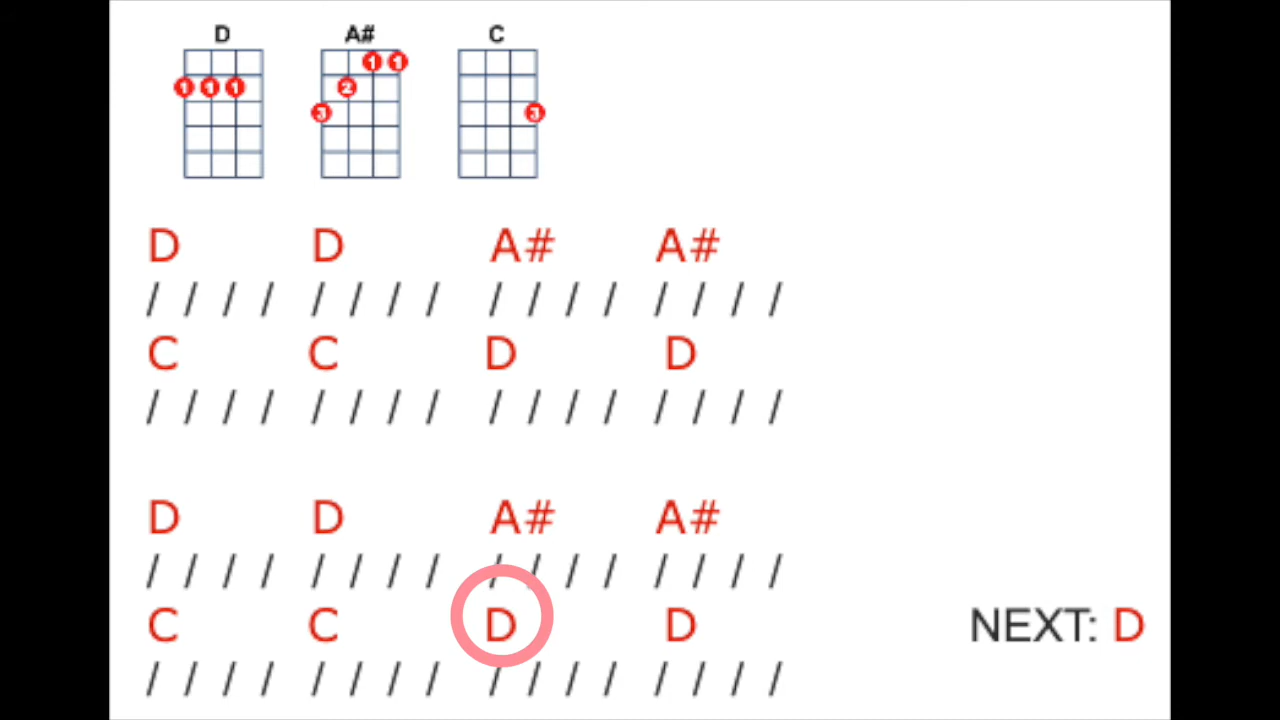 D A# C
1 1 1 1 1
2
3 3
D D A# A#
/ / / / / / / / / / / / / / / /
C C D D
/ / / / / / / / / / / / / / / /
D D A# A#
/ / / / / / / / / / / / / / / /
C C D D NEXT: D
/ / / / / / / / / / / / / / / /